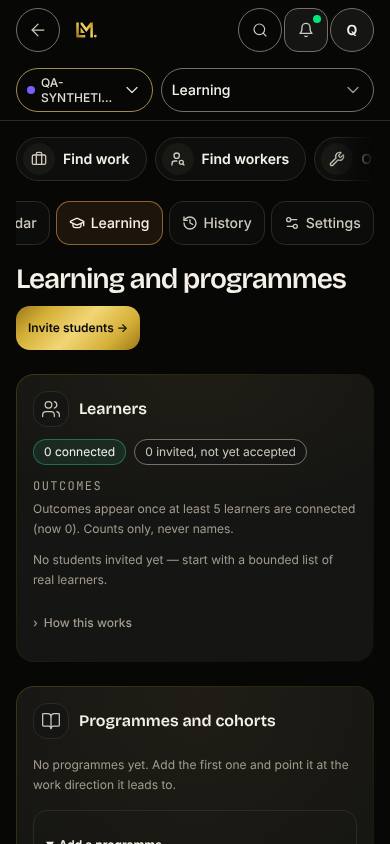 LM.
Q
QA-
SYNTHETI...
Learning
Find work
Find workers
dar
Learning
History
Settings
Learning and programmes
Invite students →
Learners
0 connected
0 invited, not yet accepted
OUTCOMES
Outcomes appear once at least 5 learners are connected
(now 0). Counts only, never names.
No students invited yet — start with a bounded list of
real learners.
› How this works
Programmes and cohorts
No programmes yet. Add the first one and point it at the
work direction it leads to.
▾ Add a programme